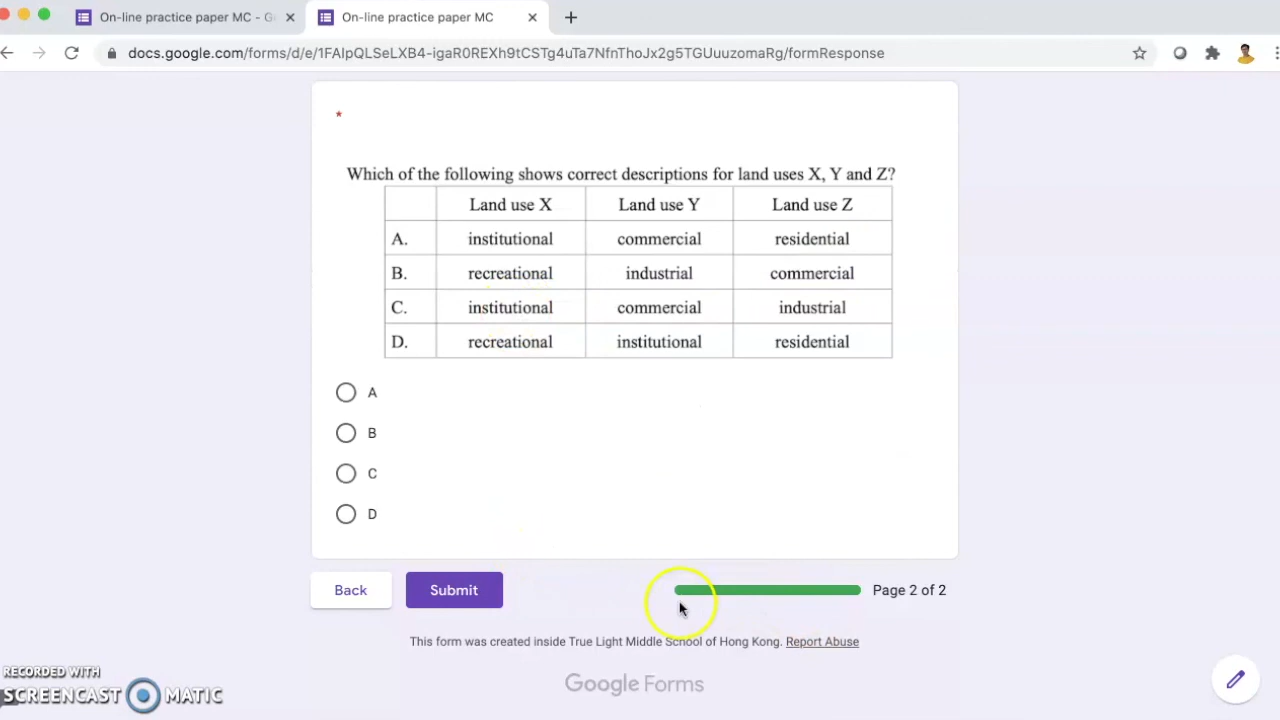 On-line practice paper MC - G
On-line practice paper MC
docs.google.com/forms/d/e/1FAIpQLSeLXB4-igaR0REXh9tCSTg4uTa7NfnThoJx2g5TGUuuzomaRg/formResponse
*
Which of the following shows correct descriptions for land uses X, Y and Z?
Land use X Land use Y Land use Z
A. institutional commercial residential
B. recreational industrial commercial
C. institutional commercial industrial
D. recreational institutional residential
A
B
C
D
Back Submit Page 2 of 2
This form was created inside True Light Middle School of Hong Kong. Report Abuse
Google Forms
RECORDED WITH
SCREENCAST MATIC